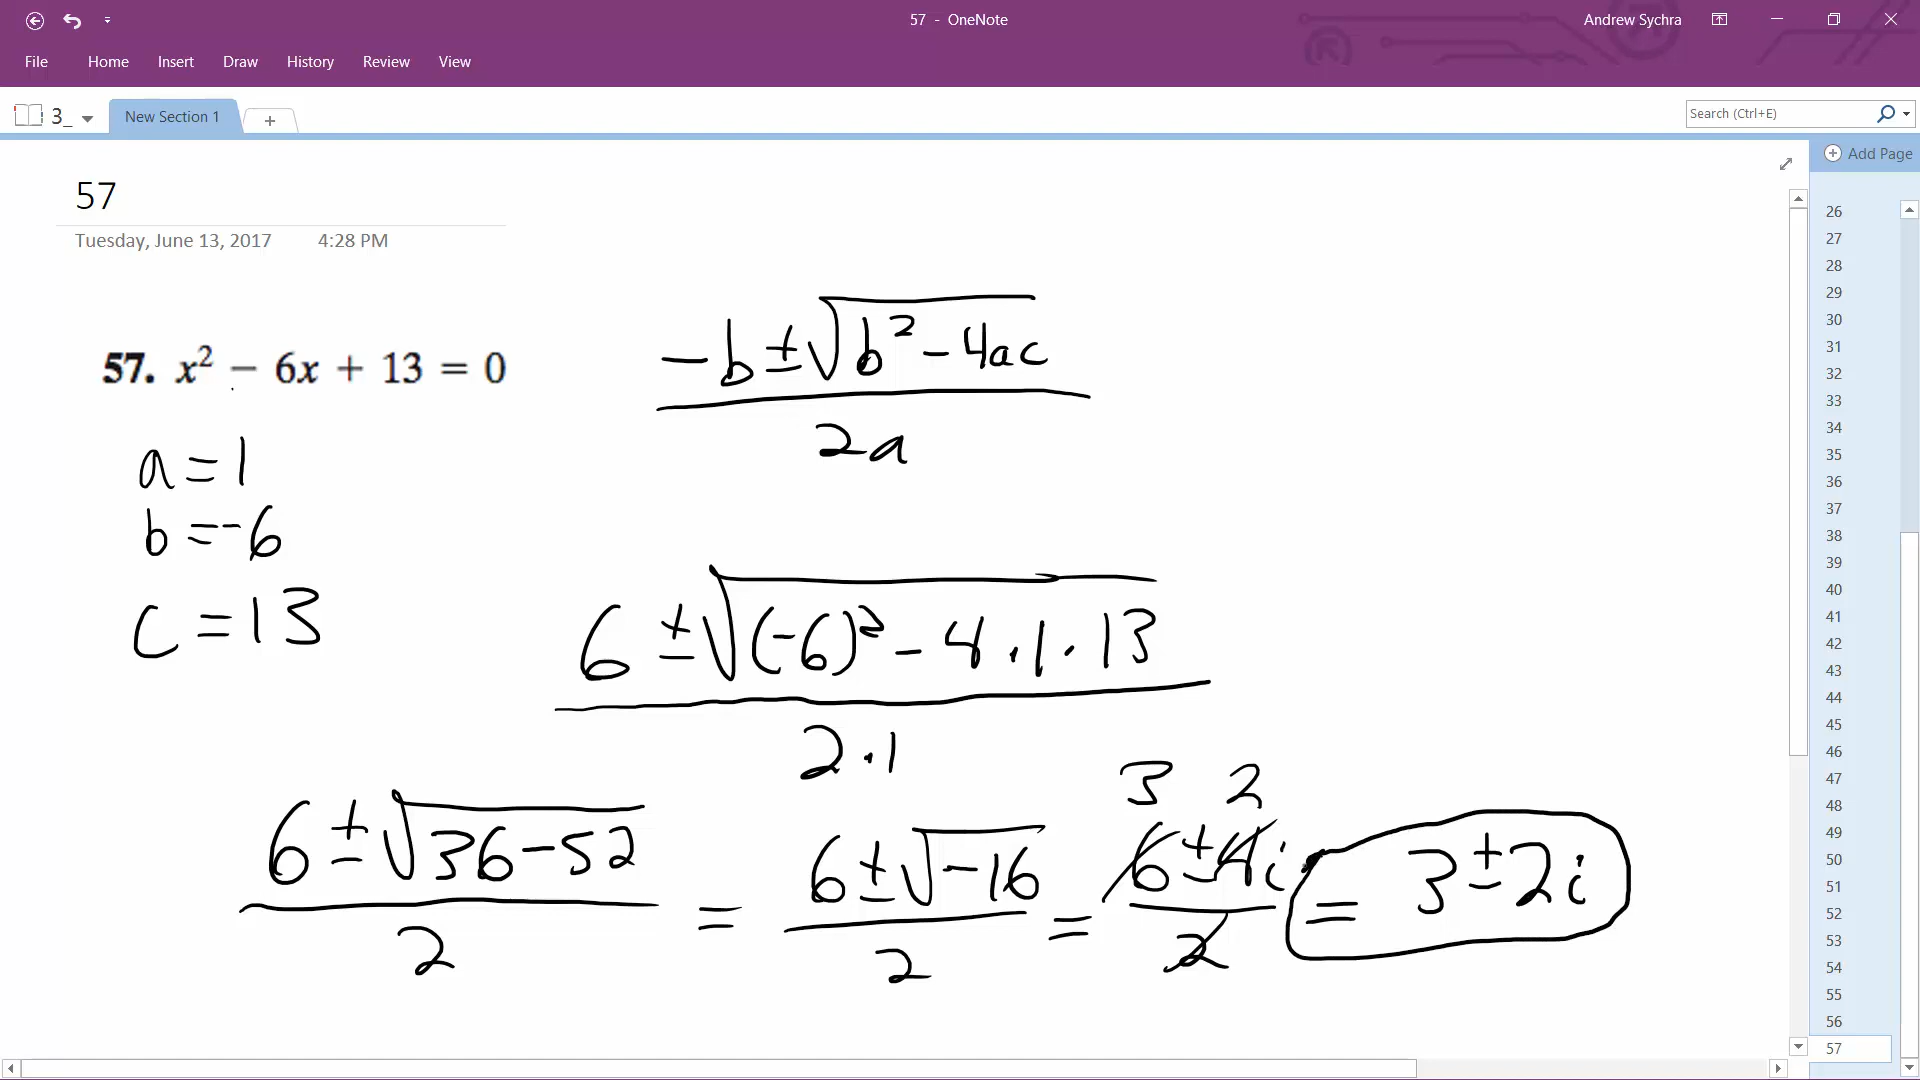 57 - OneNote
Andrew Sychra
File Home Insert Draw History Review View
3_
New Section 1
+
Search (Ctrl+E)
Add Page
57
Tuesday, June 13, 2017 4:28 PM
57. x² − 6x + 13 = 0
a = 1
b = -6
c = 13
-b ± √(b² - 4ac)
2a
6 ± √((-6)² - 4 · 1 · 13)
2 · 1
3 2
6 ± √(36 - 52) = 6 ± √(-16) = 6 ± 4i = 3 ± 2i
2 2 2
26
27
28
29
30
31
32
33
34
35
36
37
38
39
40
41
42
43
44
45
46
47
48
49
50
51
52
53
54
55
56
57